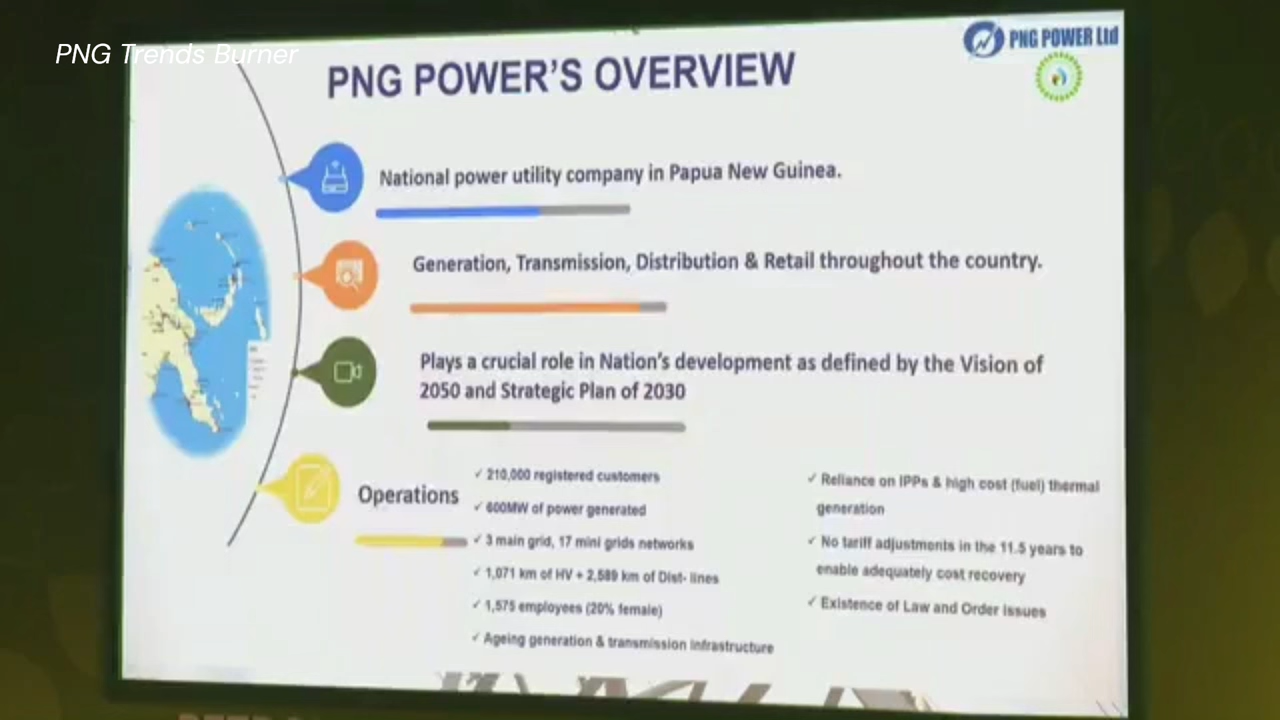 PNG Trends Burner
PNG POWER Ltd
PNG POWER'S OVERVIEW
National power utility company in Papua New Guinea.
Generation, Transmission, Distribution & Retail throughout the country.
Plays a crucial role in Nation's development as defined by the Vision of
2050 and Strategic Plan of 2030
Operations
✓ 210,000 registered customers
✓ 600MW of power generated
✓ 3 main grid, 17 mini grids networks
✓ 1,071 km of HV + 2,589 km of Dist- lines
✓ 1,575 employees (20% female)
✓ Ageing generation & transmission infrastructure
✓ Reliance on IPPs & high cost (fuel) thermal
generation
✓ No tariff adjustments in the 11.5 years to
enable adequately cost recovery
✓ Existence of Law and Order Issues